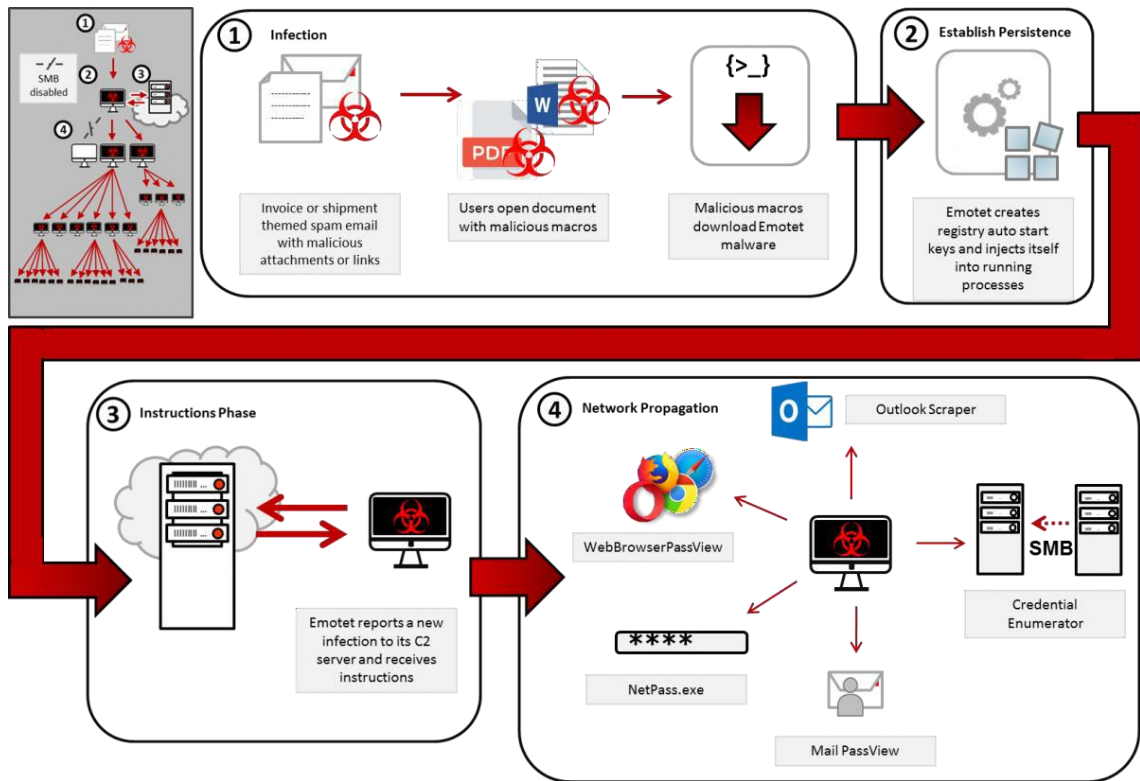 1
-/-
SMB
disabled
2
3
4
1 Infection
{>_}
W
PDF
Invoice or shipment
themed spam email
with malicious
attachments or links
Users open document
with malicious macros
Malicious macros
download Emotet
malware
2 Establish Persistence
Emotet creates
registry auto start
keys and injects itself
into running
processes
3 Instructions Phase
Emotet reports a new
infection to its C2
server and receives
instructions
4 Network Propagation
O
Outlook Scraper
WebBrowserPassView
SMB
Credential
Enumerator
****
NetPass.exe
Mail PassView